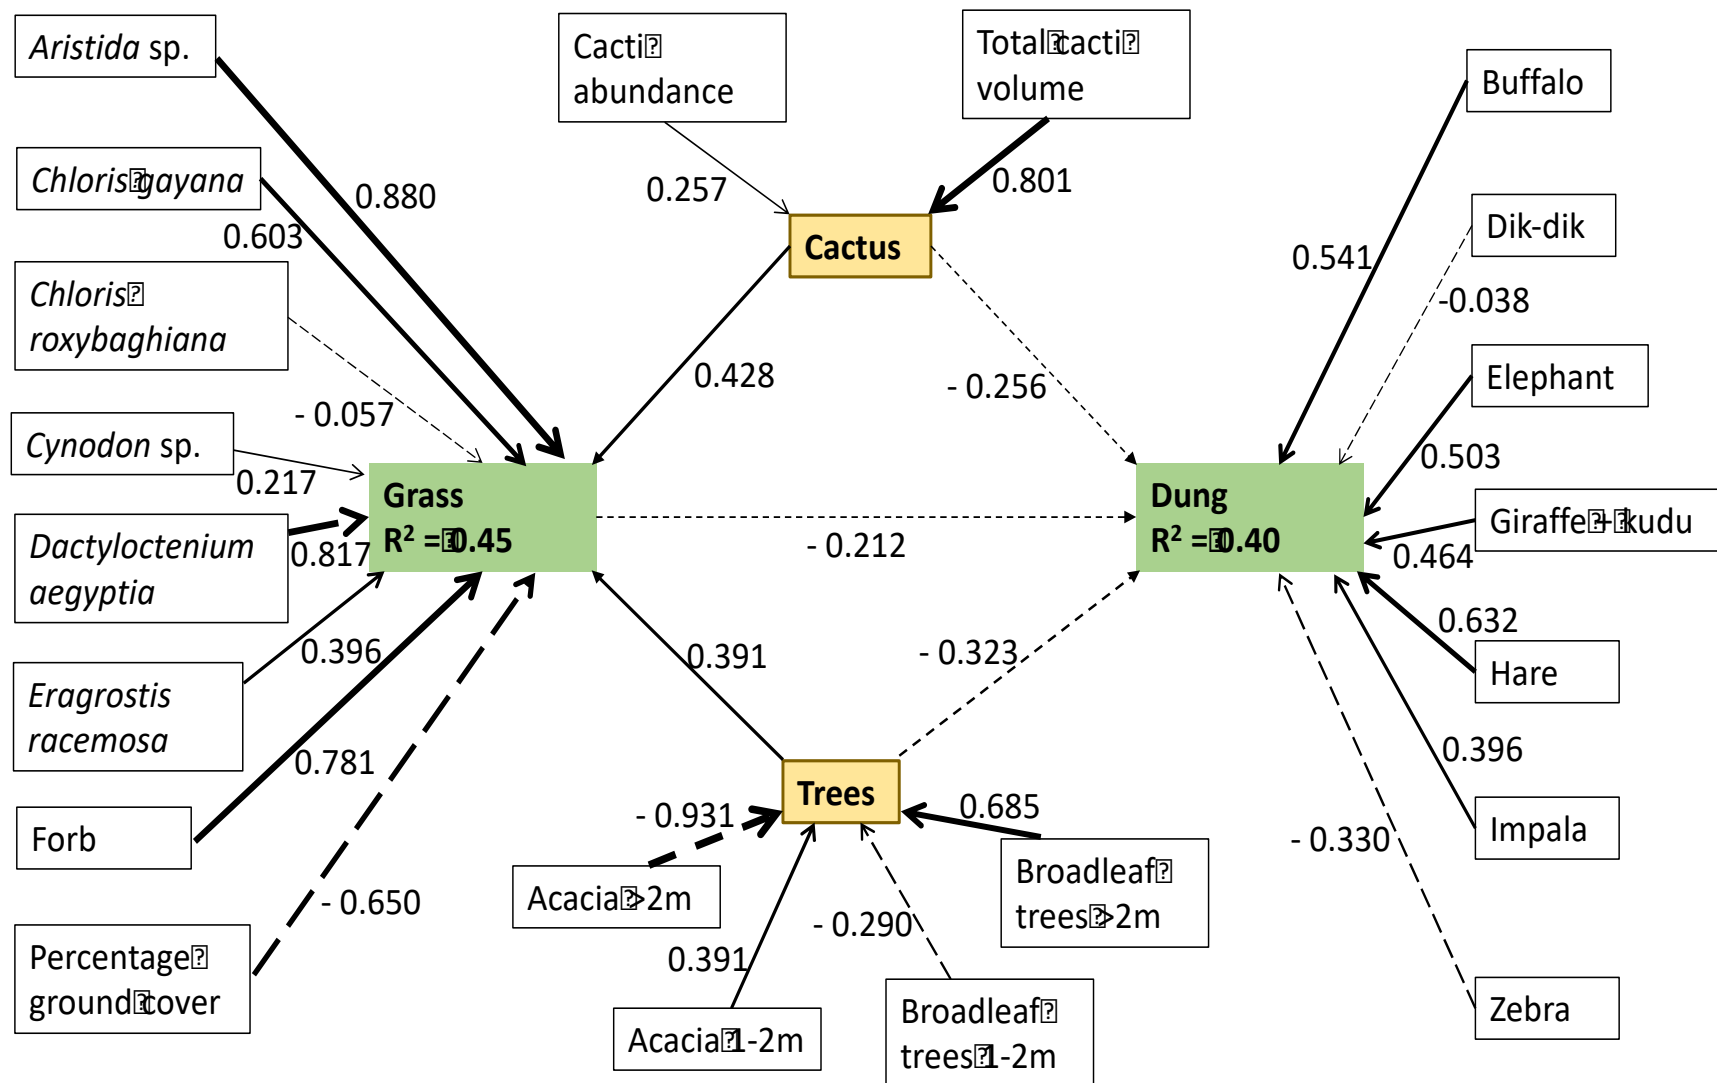 Aristida sp.
Cacti
abundance
Total cacti
volume
Buffalo
Chloris gayana
0.880
0.257
0.801
Dik-dik
0.603
Cactus
0.541
Chloris
roxybaghiana
-0.038
0.428
- 0.256
Elephant
- 0.057
Cynodon sp.
0.217
0.503
Grass
R² = 0.45
Dung
R² = 0.40
Giraffe + kudu
Dactyloctenium
aegyptia
0.817
- 0.212
0.464
0.632
0.396
0.391
- 0.323
Hare
Eragrostis
racemosa
0.781
0.396
Trees
- 0.931
0.685
Forb
Impala
- 0.330
Acacia >2m
Broadleaf
trees >2m
- 0.650
- 0.290
0.391
Percentage
ground cover
Acacia 1-2m
Broadleaf
trees 1-2m
Zebra